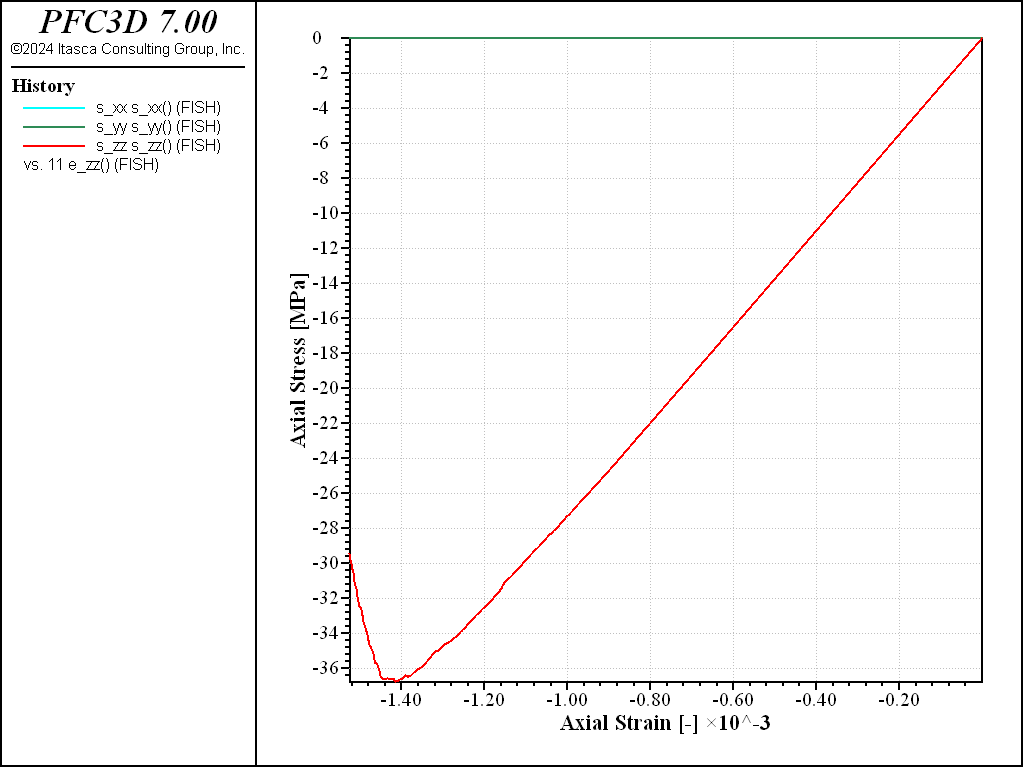 PFC3D 7.00
©2024 Itasca Consulting Group, Inc.
History
s_xx s_xx() (FISH)
s_yy s_yy() (FISH)
s_zz s_zz() (FISH)
vs. 11 e_zz() (FISH)
Axial Stress [MPa]
0
-2
-4
-6
-8
-10
-12
-14
-16
-18
-20
-22
-24
-26
-28
-30
-32
-34
-36
-1.40 -1.20 -1.00 -0.80 -0.60 -0.40 -0.20
Axial Strain [-] ×10^-3